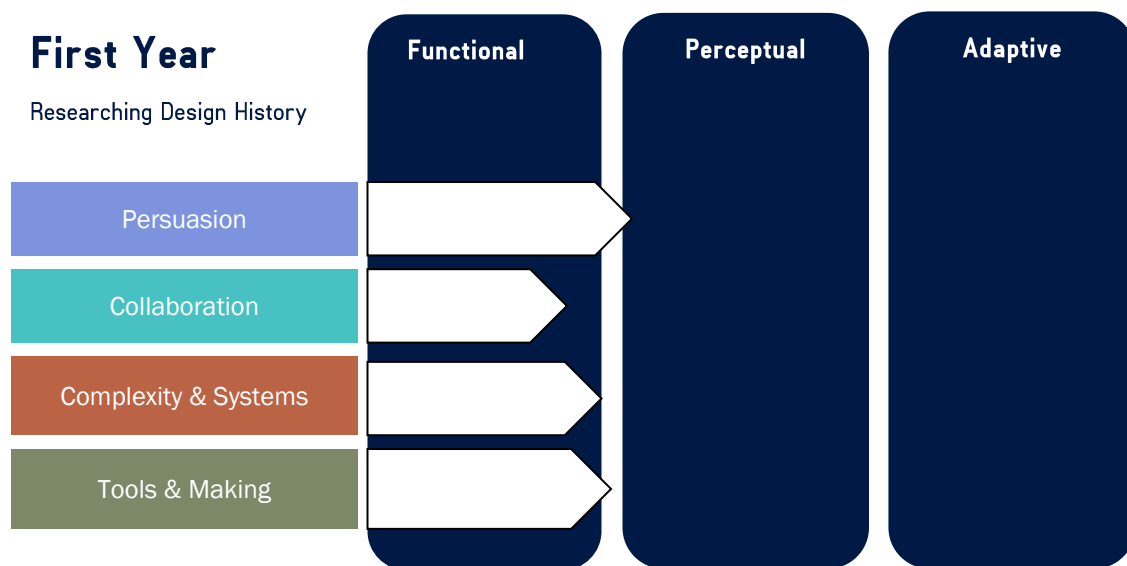 First Year
Researching Design History
Functional
Perceptual
Adaptive
Persuasion
Collaboration
Complexity & Systems
Tools & Making